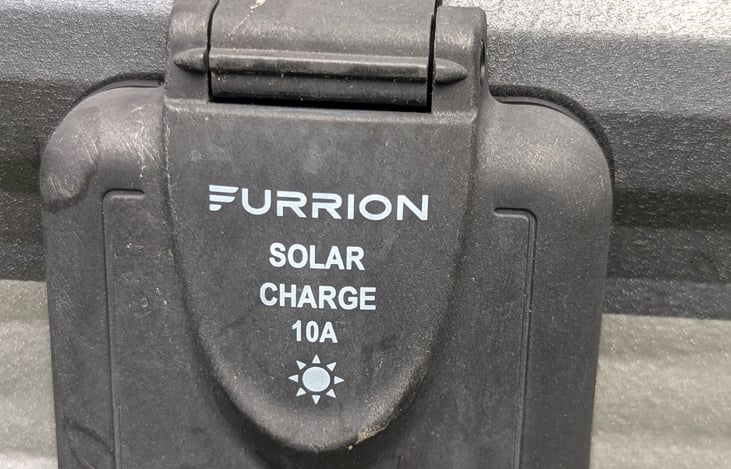 FURRION
SOLAR
CHARGE
10A